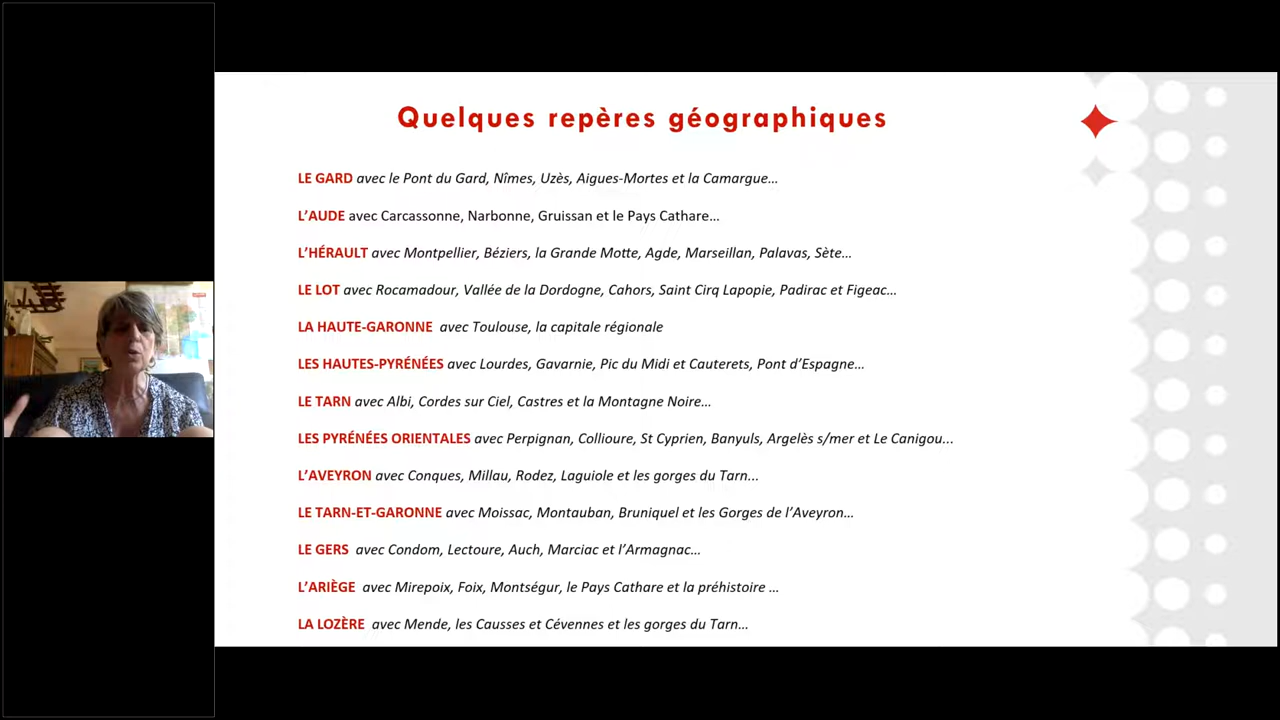 Quelques repères géographiques
LE GARD avec le Pont du Gard, Nîmes, Uzès, Aigues-Mortes et la Camargue…
L’AUDE avec Carcassonne, Narbonne, Gruissan et le Pays Cathare…
L’HÉRAULT avec Montpellier, Béziers, la Grande Motte, Agde, Marseillan, Palavas, Sète…
LE LOT avec Rocamadour, Vallée de la Dordogne, Cahors, Saint Cirq Lapopie, Padirac et Figeac…
LA HAUTE-GARONNE avec Toulouse, la capitale régionale
LES HAUTES-PYRÉNÉES avec Lourdes, Gavarnie, Pic du Midi et Cauterets, Pont d’Espagne…
LE TARN avec Albi, Cordes sur Ciel, Castres et la Montagne Noire…
LES PYRÉNÉES ORIENTALES avec Perpignan, Collioure, St Cyprien, Banyuls, Argelès s/mer et Le Canigou…
L’AVEYRON avec Conques, Millau, Rodez, Laguiole et les gorges du Tarn...
LE TARN-ET-GARONNE avec Moissac, Montauban, Bruniquel et les Gorges de l’Aveyron…
LE GERS avec Condom, Lectoure, Auch, Marciac et l’Armagnac…
L’ARIÈGE avec Mirepoix, Foix, Montségur, le Pays Cathare et la préhistoire …
LA LOZÈRE avec Mende, les Causses et Cévennes et les gorges du Tarn…